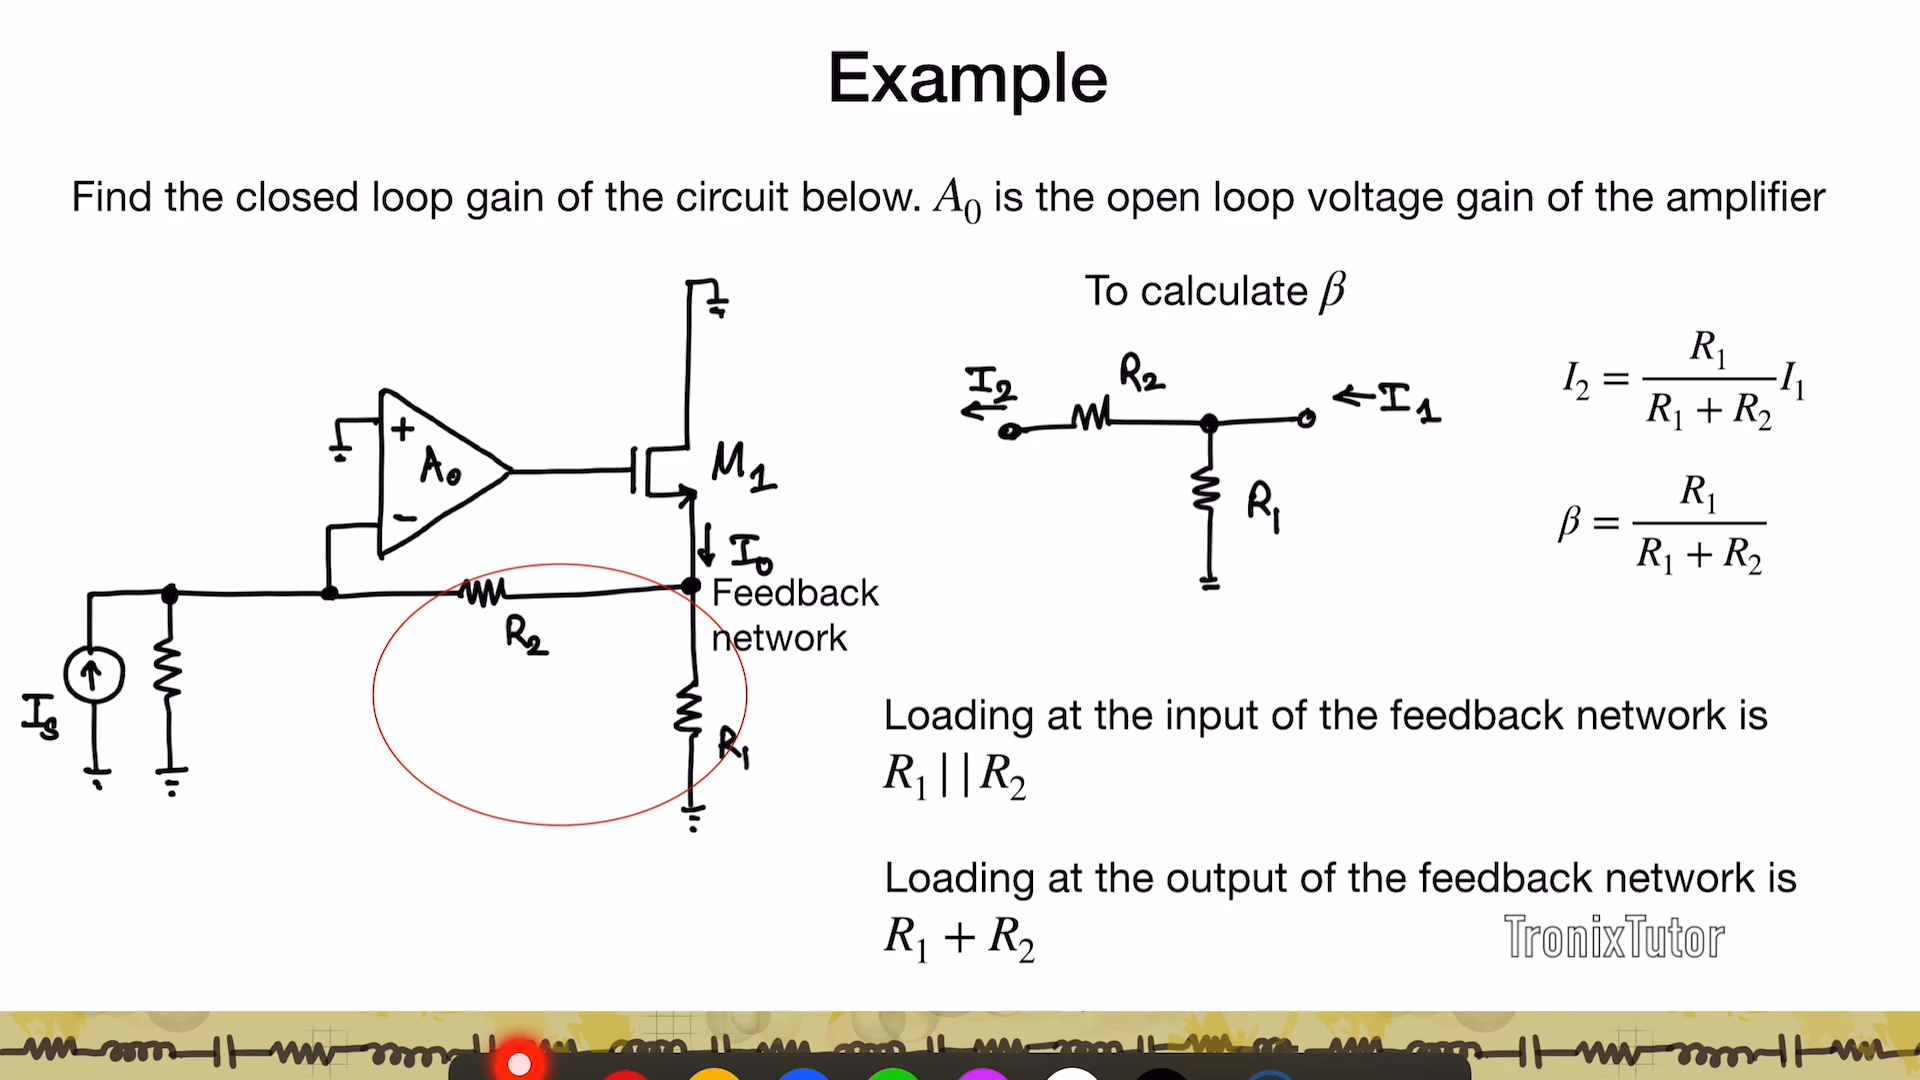 Example
Find the closed loop gain of the circuit below. A₀ is the open loop voltage gain of the amplifier
To calculate β
I₂ = R₁ / (R₁ + R₂) I₁
β = R₁ / (R₁ + R₂)
I₂
R₂
←I₁
R₁
+
A₀
−
M₁
↓ I₀
Feedback
network
R₂
R₁
Iₛ
Loading at the input of the feedback network is
R₁ || R₂
Loading at the output of the feedback network is
R₁ + R₂
TronixTutor